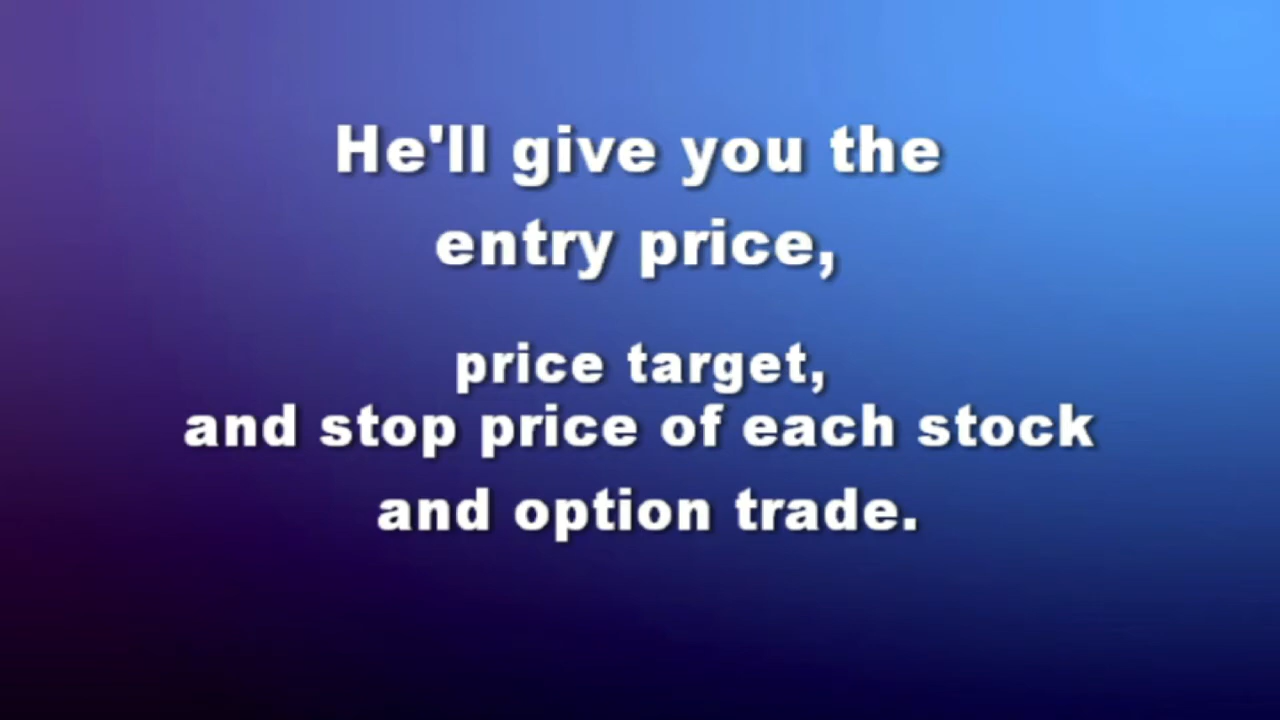 He'll give you the
entry price,
price target,
and stop price of each stock
and option trade.